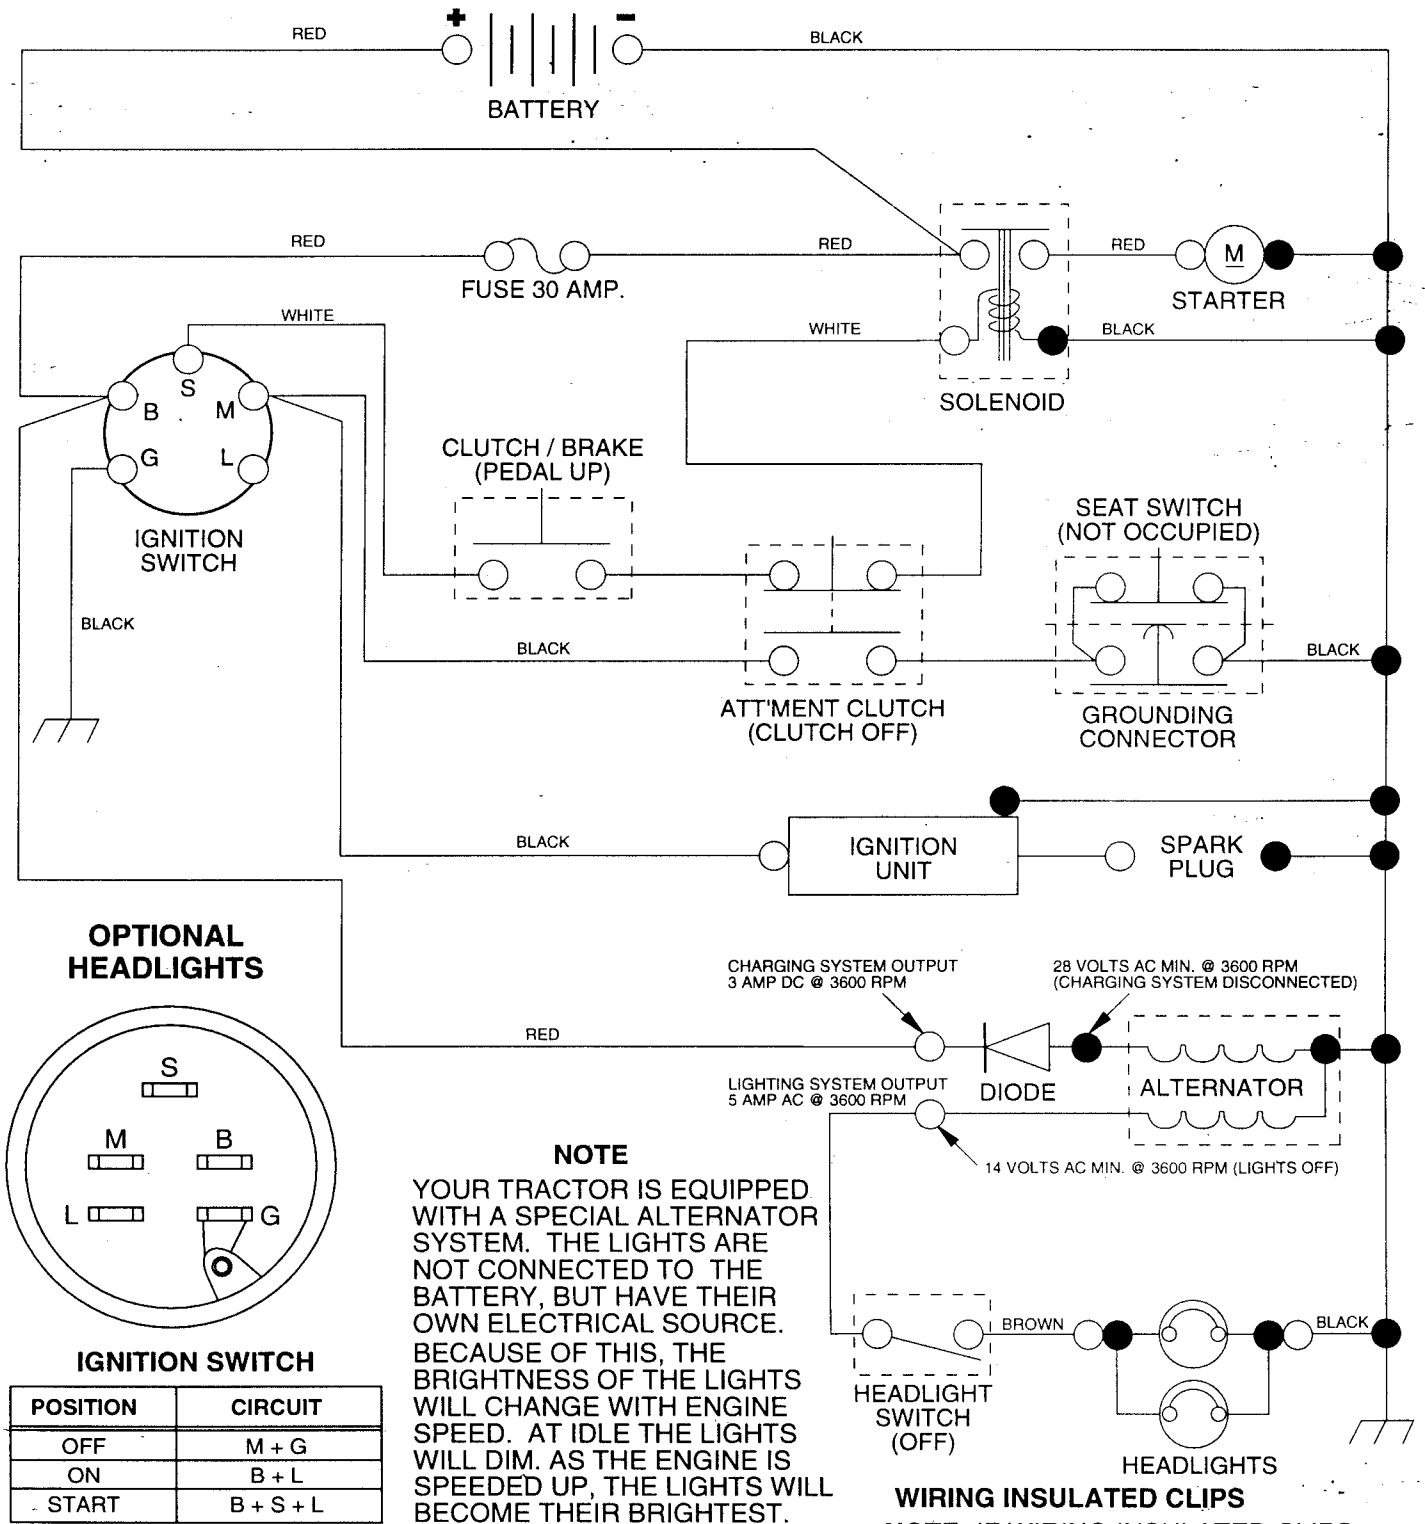 + -
RED
BLACK
BATTERY
RED
RED
RED
M
FUSE 30 AMP.
STARTER
WHITE
WHITE
BLACK
S
B
M
SOLENOID
G
L
CLUTCH / BRAKE
(PEDAL UP)
SEAT SWITCH
(NOT OCCUPIED)
IGNITION
SWITCH
BLACK
BLACK
BLACK
ATT'MENT CLUTCH
(CLUTCH OFF)
GROUNDING
CONNECTOR
BLACK
IGNITION
UNIT
SPARK
PLUG
OPTIONAL
HEADLIGHTS
CHARGING SYSTEM OUTPUT
3 AMP DC @ 3600 RPM
28 VOLTS AC MIN. @ 3600 RPM
(CHARGING SYSTEM DISCONNECTED)
RED
DIODE
ALTERNATOR
LIGHTING SYSTEM OUTPUT
5 AMP AC @ 3600 RPM
14 VOLTS AC MIN. @ 3600 RPM (LIGHTS OFF)
S
M
B
L
G
NOTE
YOUR TRACTOR IS EQUIPPED
WITH A SPECIAL ALTERNATOR
SYSTEM. THE LIGHTS ARE
NOT CONNECTED TO THE
BATTERY, BUT HAVE THEIR
OWN ELECTRICAL SOURCE.
BECAUSE OF THIS, THE
BRIGHTNESS OF THE LIGHTS
WILL CHANGE WITH ENGINE
SPEED. AT IDLE THE LIGHTS
WILL DIM. AS THE ENGINE IS
SPEEDED UP, THE LIGHTS WILL
BECOME THEIR BRIGHTEST.
BROWN
BLACK
HEADLIGHT
SWITCH
(OFF)
HEADLIGHTS
IGNITION SWITCH
POSITION CIRCUIT
OFF M + G
ON B + L
START B + S + L
WIRING INSULATED CLIPS